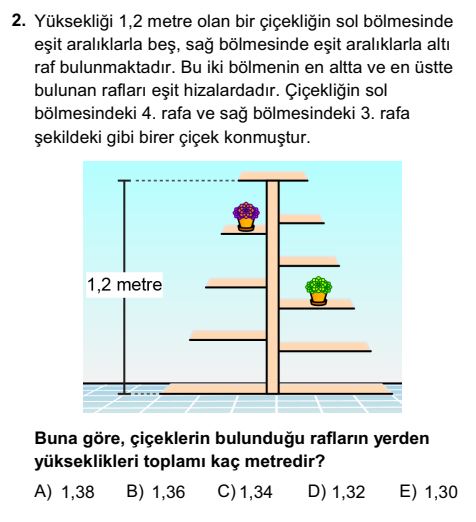 2. Yüksekliği 1,2 metre olan bir çiçekliğin sol bölmesinde
eşit aralıklarla beş, sağ bölmesinde eşit aralıklarla altı
raf bulunmaktadır. Bu iki bölmenin en altta ve en üstte
bulunan rafları eşit hizalardadır. Çiçekliğin sol
bölmesindeki 4. rafa ve sağ bölmesindeki 3. rafa
şekildeki gibi birer çiçek konmuştur.
1,2 metre
Buna göre, çiçeklerin bulunduğu rafların yerden
yükseklikleri toplamı kaç metredir?
A) 1,38 B) 1,36 C) 1,34 D) 1,32 E) 1,30